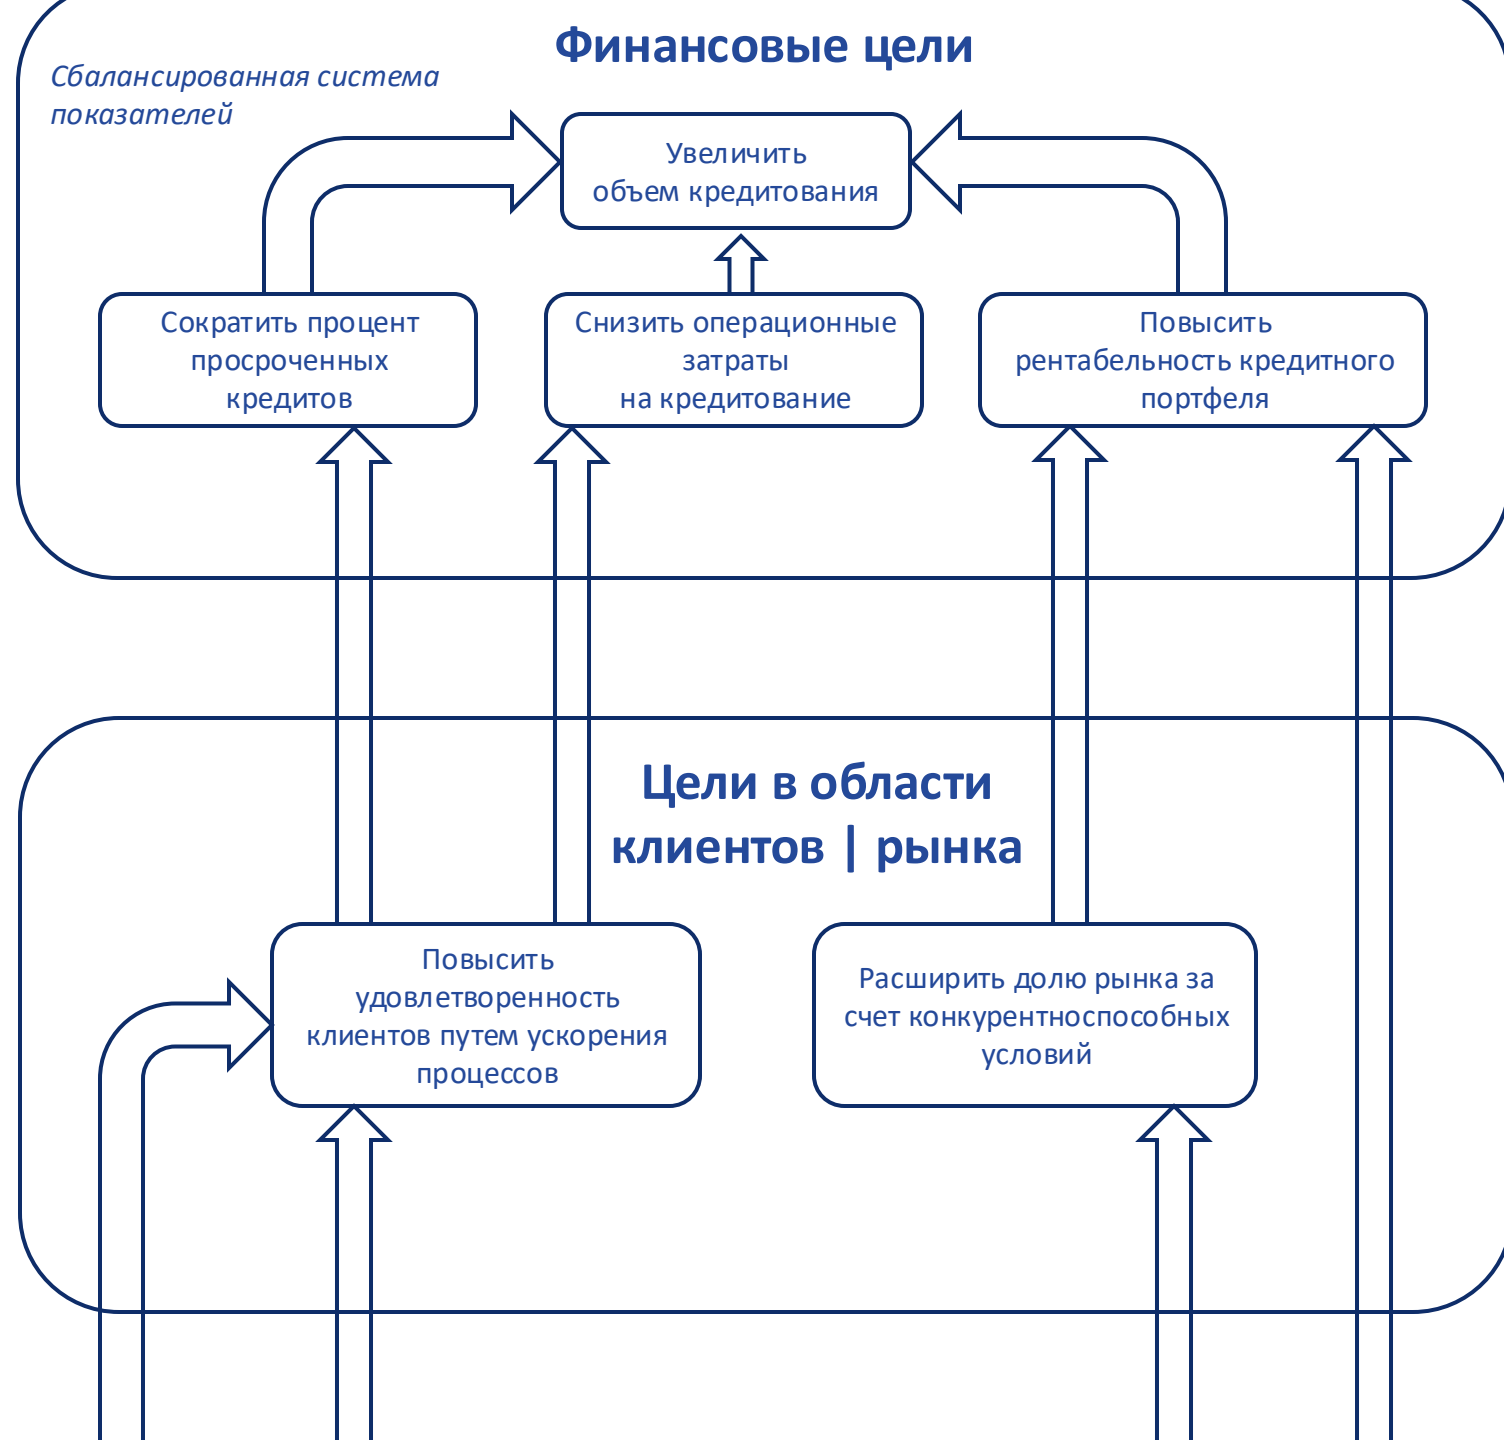 Финансовые цели
Сбалансированная система
показателей
Увеличить
объем кредитования
Сократить процент
просроченных
кредитов
Снизить операционные
затраты
на кредитование
Повысить
рентабельность кредитного
портфеля
Цели в области
клиентов | рынка
Повысить
удовлетворенность
клиентов путем ускорения
процессов
Расширить долю рынка за
счет конкурентноспособных
условий